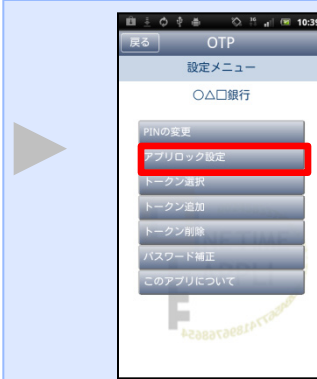 10:39
戻る OTP
設定メニュー
○△□銀行
PINの変更
アプリロック設定
トークン選択
トークン追加
トークン削除
パスワード補正
このアプリについて